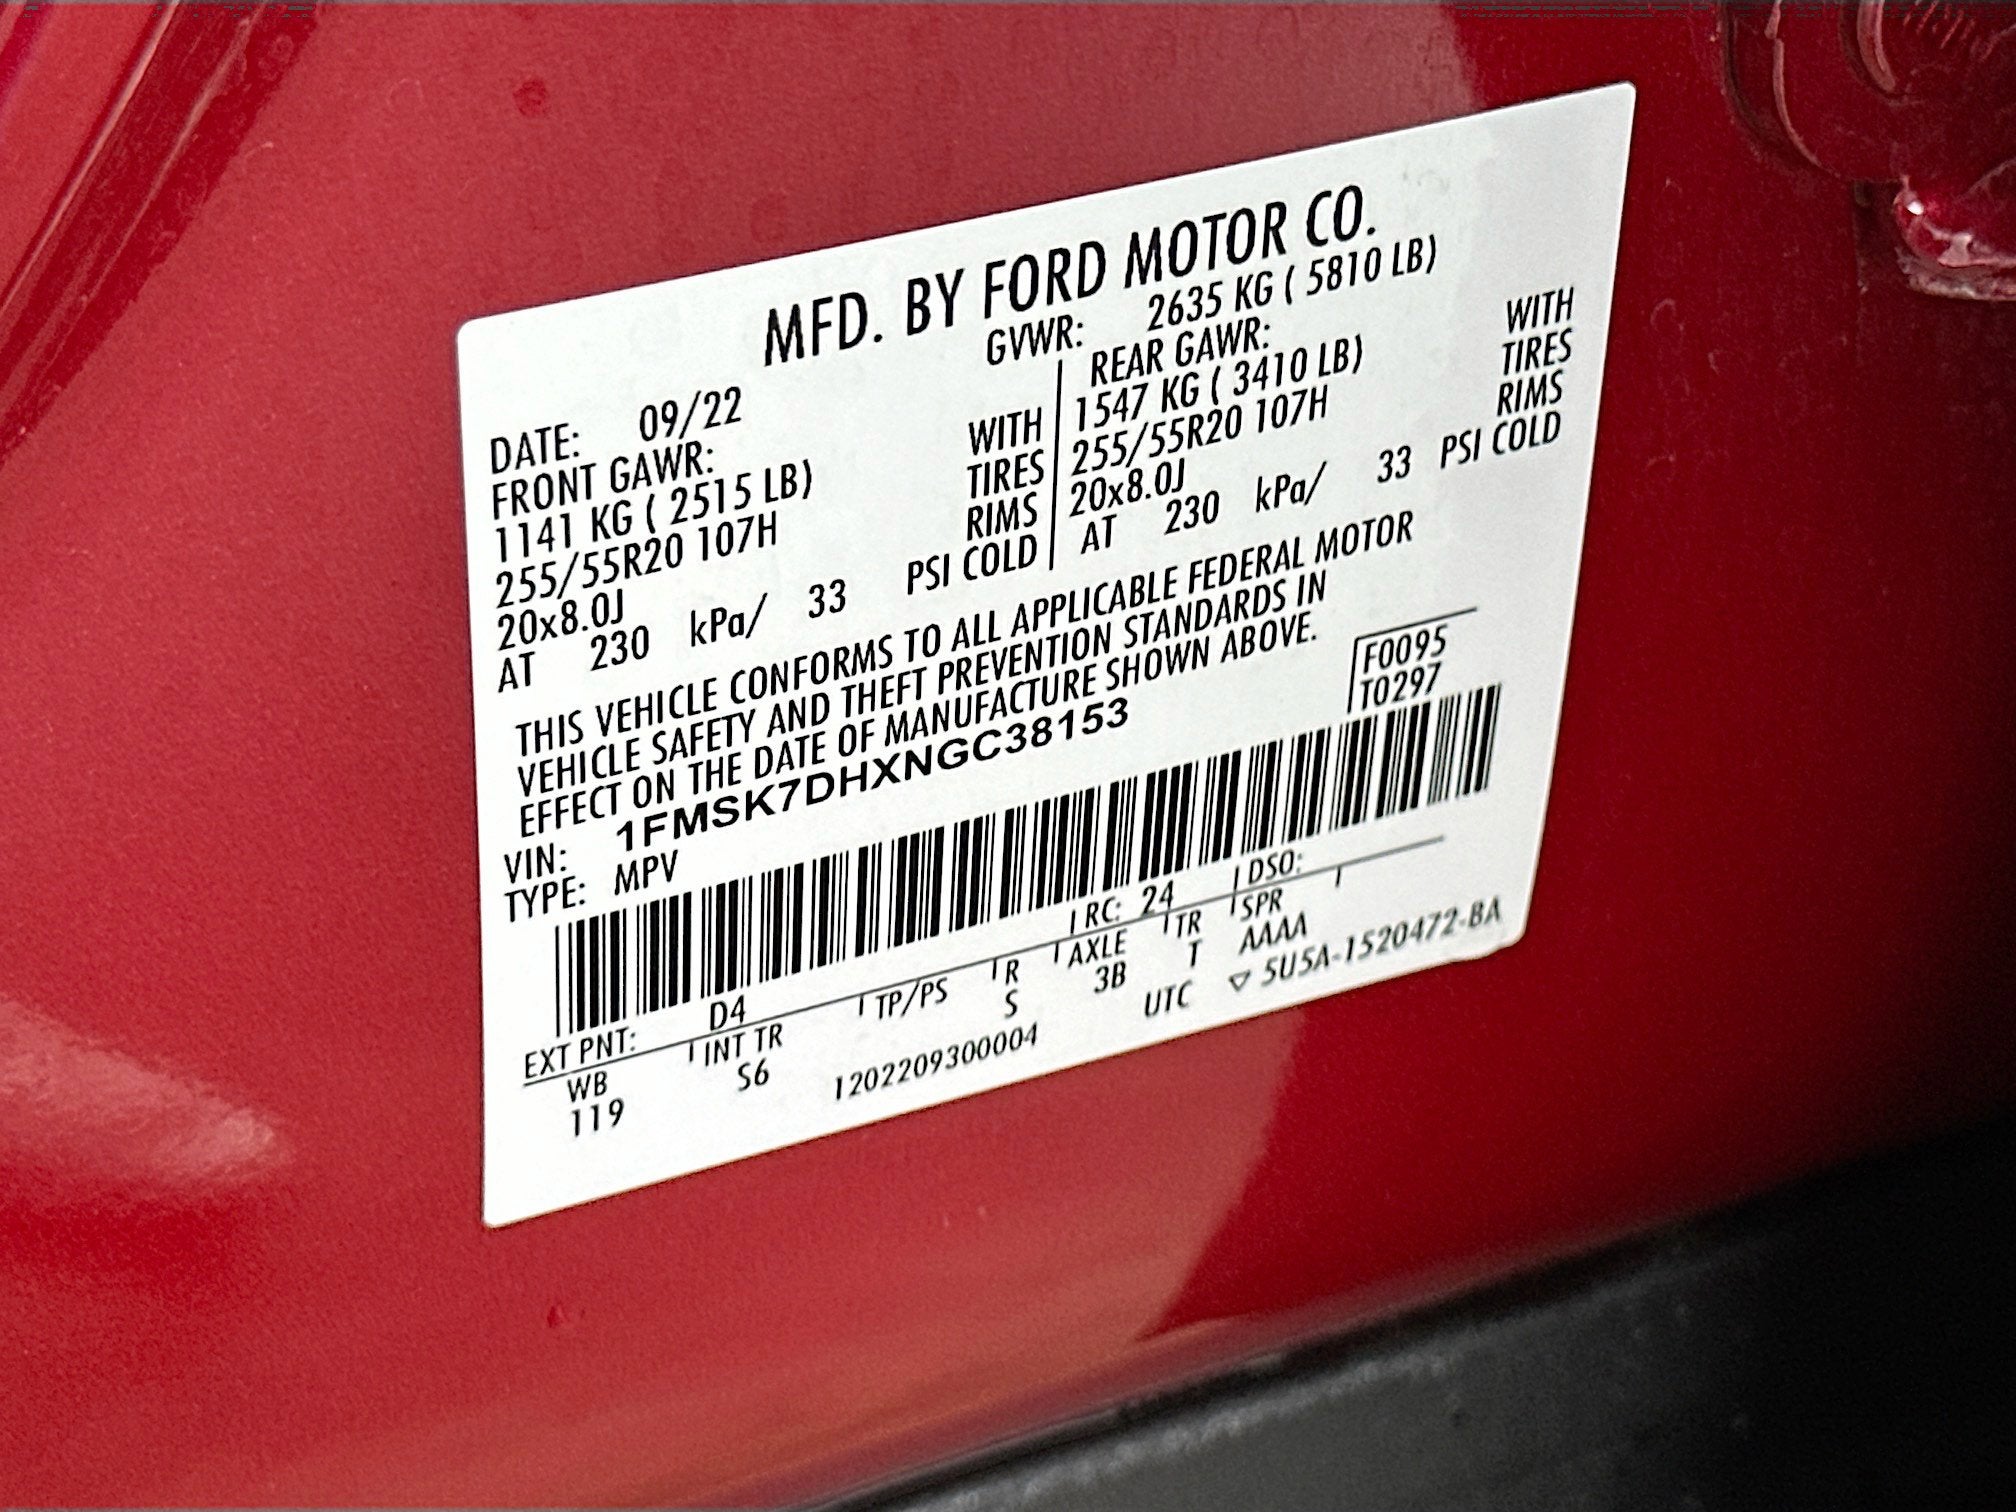 MFD. BY FORD MOTOR CO.
DATE: 09/22 GVWR: 2635 KG ( 5810 LB)
FRONT GAWR: REAR GAWR:
1141 KG ( 2515 LB) WITH 1547 KG ( 3410 LB) WITH
255/55R20 107H TIRES 255/55R20 107H TIRES
20x8.0J RIMS 20x8.0J RIMS
AT 230 kPa/ 33 PSI COLD AT 230 kPa/ 33 PSI COLD
THIS VEHICLE CONFORMS TO ALL APPLICABLE FEDERAL MOTOR
VEHICLE SAFETY AND THEFT PREVENTION STANDARDS IN
EFFECT ON THE DATE OF MANUFACTURE SHOWN ABOVE.
VIN: 1FMSK7DHXNGC38153 F0095
TYPE: MPV T0297
EXT PNT: D4 RC: 24 DSO:
WB INT TR TP/PS R AXLE TR SPR
119 S6 S 3B T AAAA
1202209300004 UTC ▽ 5U5A-1520472-BA